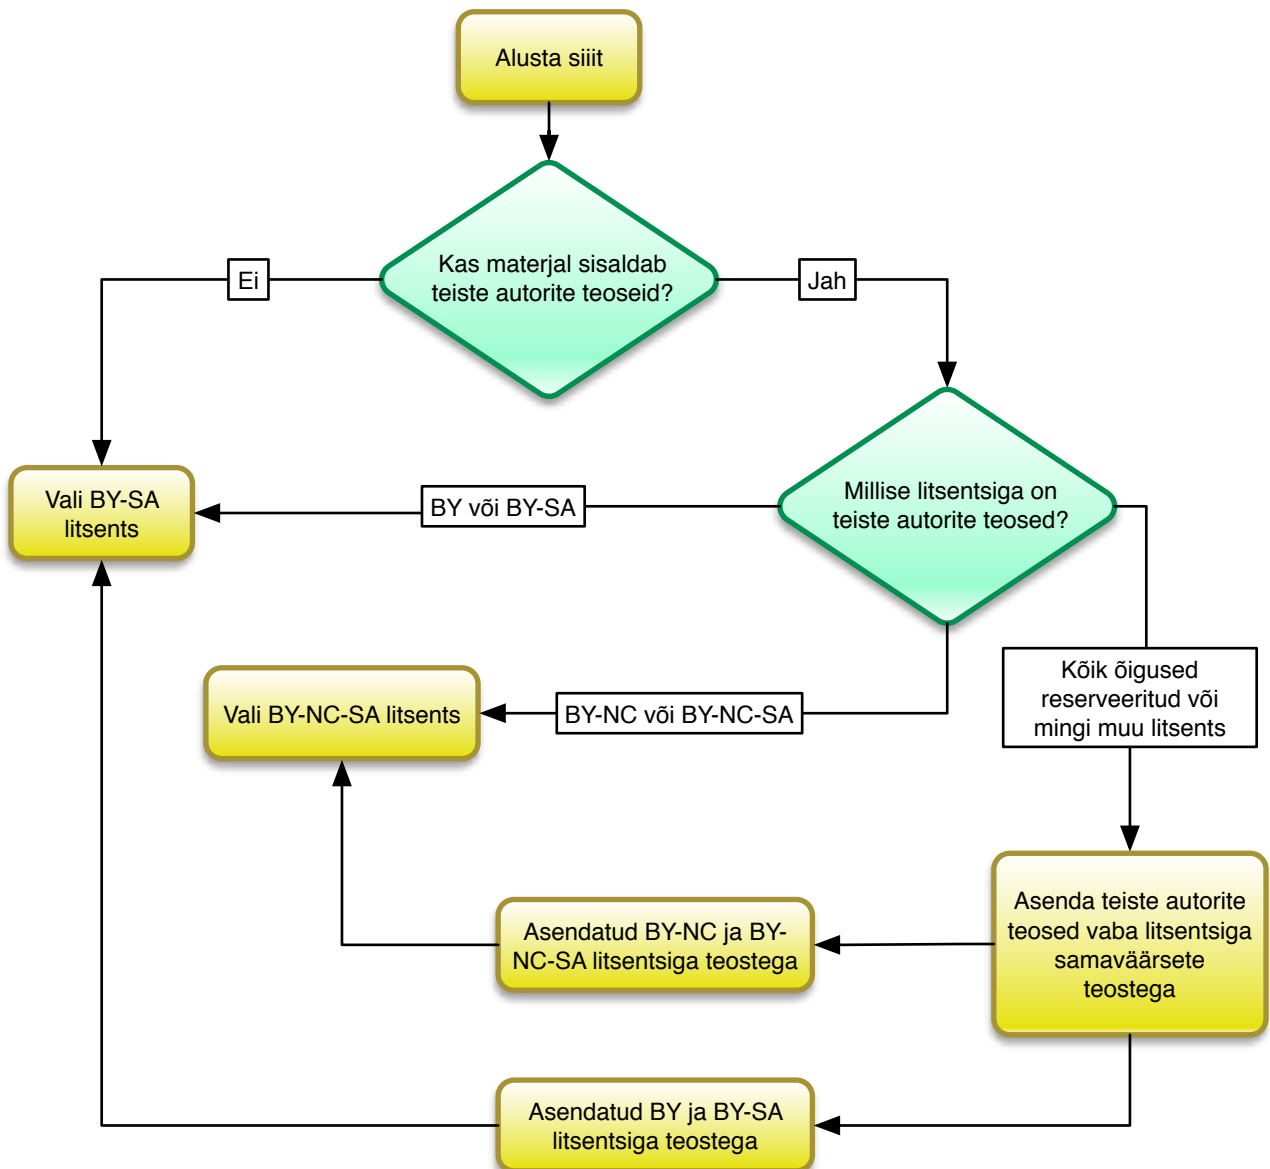 Alusta siiit
Kas materjal sisaldab
teiste autorite teoseid?
Ei
Jah
Vali BY-SA
litsents
BY või BY-SA
Millise litsentsiga on
teiste autorite teosed?
Vali BY-NC-SA litsents
BY-NC või BY-NC-SA
Kõik õigused
reserveeritud või
mingi muu litsents
Asendatud BY-NC ja BY-
NC-SA litsentsiga teostega
Asenda teiste autorite
teosed vaba litsentsiga
samaväärsete
teostega
Asendatud BY ja BY-SA
litsentsiga teostega